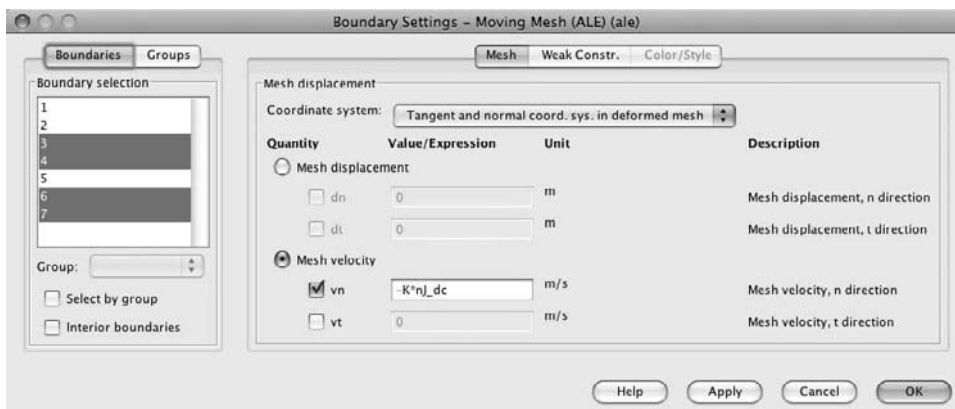 Boundary Settings – Moving Mesh (ALE) (ale)
Boundaries Groups
Boundary selection
1
2
3
4
5
6
7
Group:
Select by group
Interior boundaries
Mesh Weak Constr. Color/Style
Mesh displacement
Coordinate system: Tangent and normal coord. sys. in deformed mesh
Quantity Value/Expression Unit Description
Mesh displacement
dn 0 m Mesh displacement, n direction
dt 0 m Mesh displacement, t direction
Mesh velocity
vn -K*nJ_dc m/s Mesh velocity, n direction
vt 0 m/s Mesh velocity, t direction
Help Apply Cancel OK